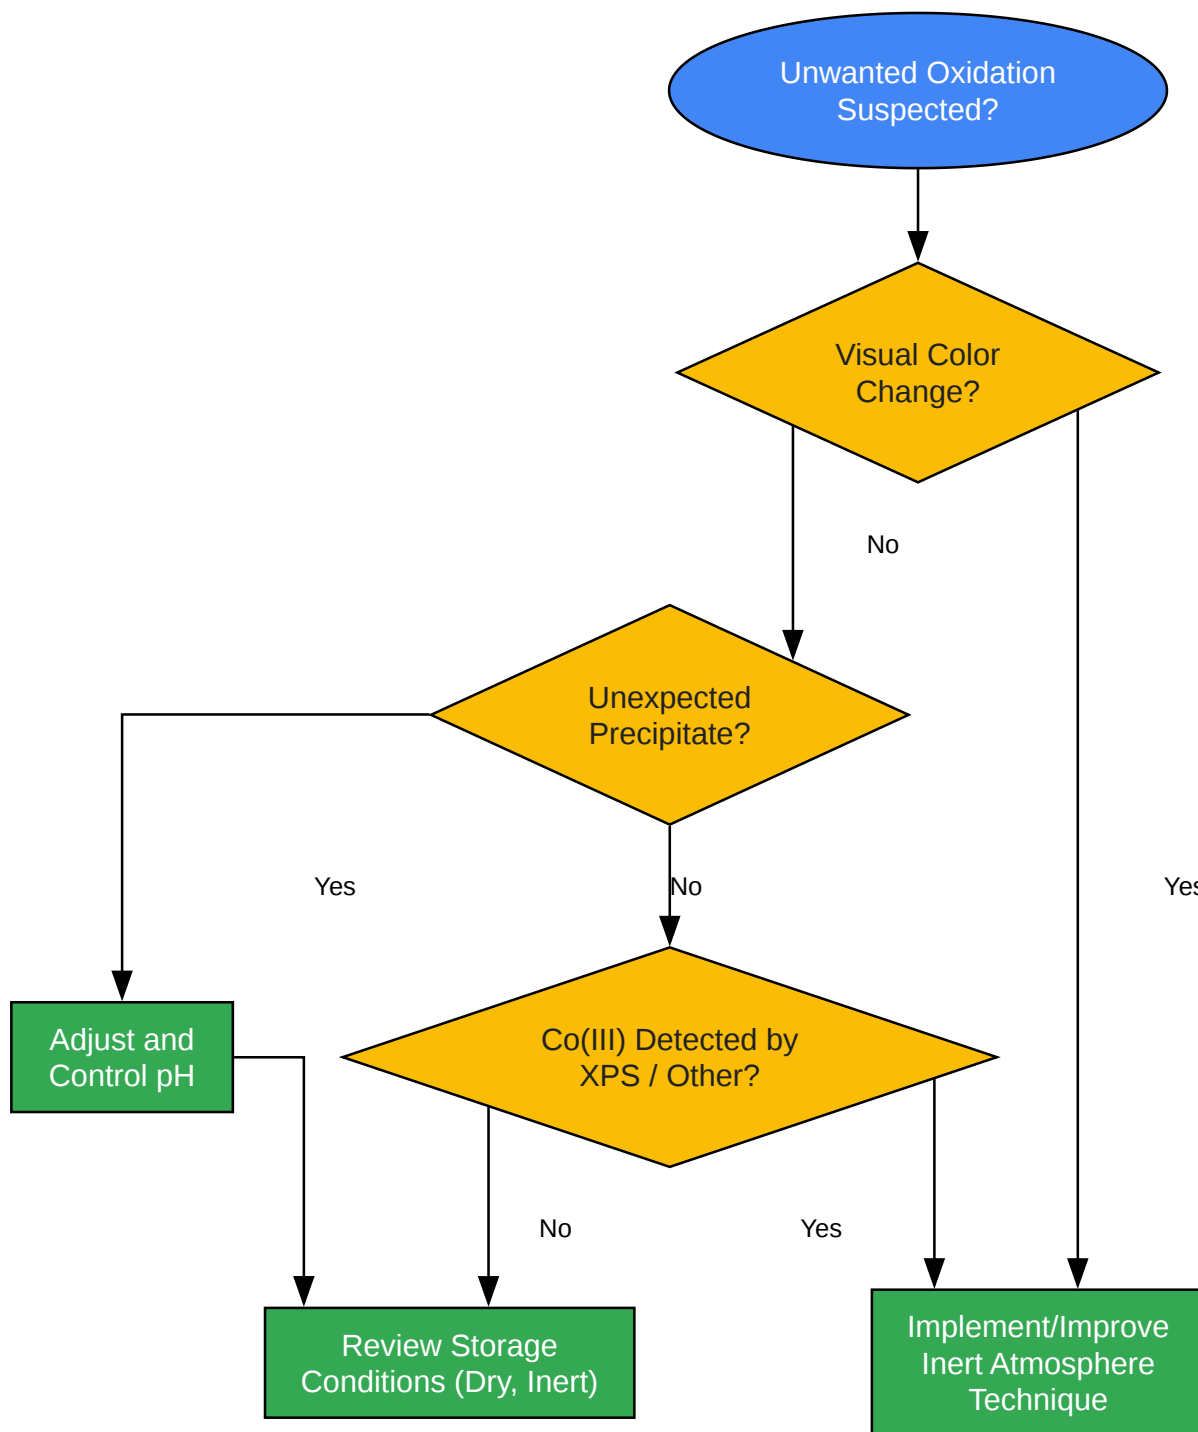 Unwanted Oxidation
Suspected?
Visual Color
Change?
No
Unexpected
Precipitate?
Yes
No
Yes
Adjust and
Control pH
Co(III) Detected by
XPS / Other?
No
Yes
Review Storage
Conditions (Dry, Inert)
Implement/Improve
Inert Atmosphere
Technique